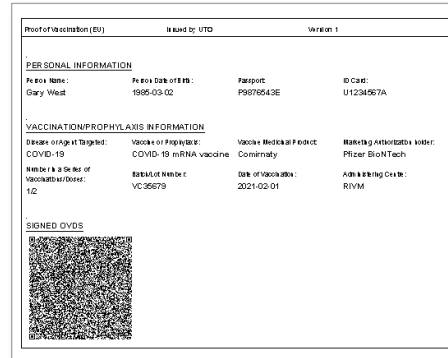 Proof of Vaccination (EU) Issued by UTO Version 1
PERSONAL INFORMATION
Person Name: Person Date of Birth: Passport: ID Card:
Gary West 1985-03-02 P9876543E U1234567A
VACCINATION/PROPHYLAXIS INFORMATION
Disease or Agent Targeted: Vaccine or Prophylaxis: Vaccine Medicinal Product: Marketing Authorization holder:
COVID-19 COVID-19 mRNA vaccine Comirnaty Pfizer BioNTech
Number in a Series of
Vaccinations/Doses: Batch/Lot Number: Date of Vaccination: Administering Centre:
1/2 VC35679 2021-02-01 RIVM
SIGNED OVDS